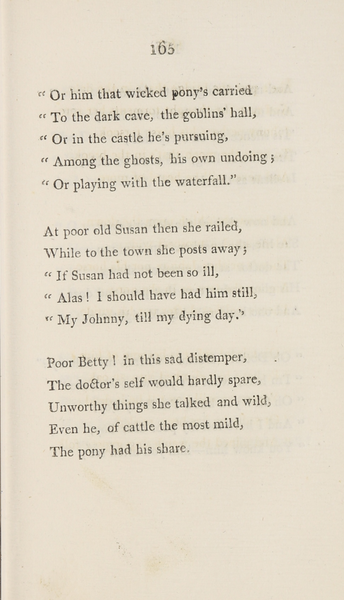 165
“ Or him that wicked pony's carried
“ To the dark cave, the goblins' hall,
“ Or in the castle he's pursuing,
“ Among the ghosts, his own undoing;
“ Or playing with the waterfall.”
At poor old Susan then she railed,
While to the town she posts away;
“ If Susan had not been so ill,
“ Alas! I should have had him still,
“ My Johnny, till my dying day.”
Poor Betty! in this sad distemper,
The doctor's self would hardly spare,
Unworthy things she talked and wild,
Even he, of cattle the most mild,
The pony had his share.